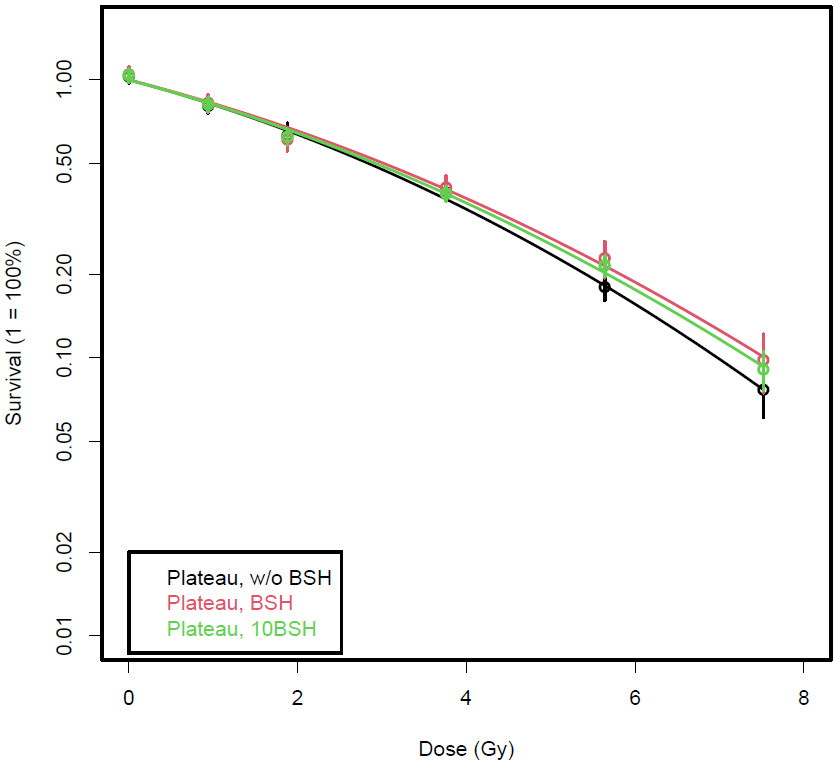 1.00
0.50
0.20
0.10
0.05
0.02
0.01
Survival (1 = 100%)
Plateau, w/o BSH
Plateau, BSH
Plateau, 10BSH
0 2 4 6 8
Dose (Gy)